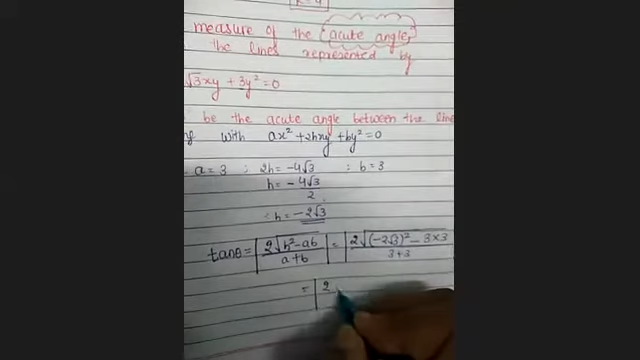 k=4
measure of the acute angle
the lines represented by
√3xy + 3y² = 0
be the acute angle between the line
with ax² + 2hxy + by² = 0
a = 3 ; 2h = -4√3 ; b = 3
h = -4√3/2
∴ h = -2√3
tanθ = |2√(h²-ab)/(a+b)| = |2√((-2√3)² - 3×3)/(3+3)|
= |2